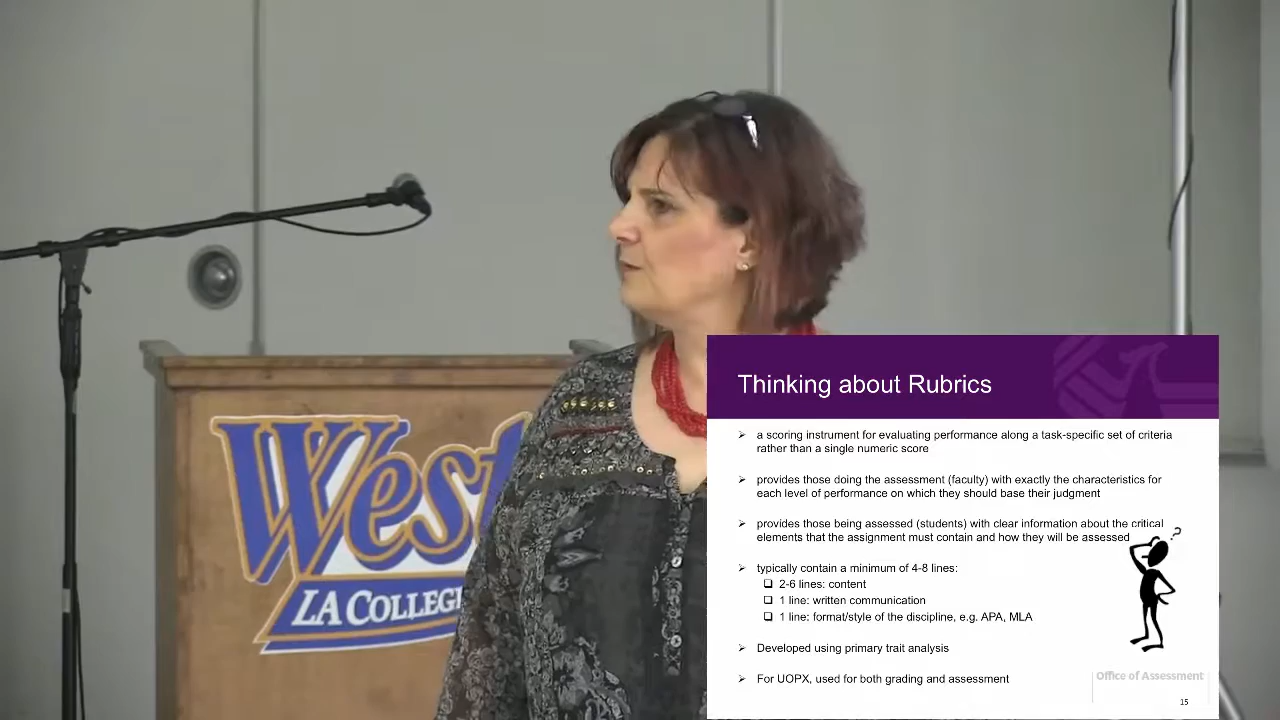 West
LA COLLEG
Thinking about Rubrics
a scoring instrument for evaluating performance along a task-specific set of criteria
rather than a single numeric score
provides those doing the assessment (faculty) with exactly the characteristics for
each level of performance on which they should base their judgment
provides those being assessed (students) with clear information about the critical
elements that the assignment must contain and how they will be assessed
?
typically contain a minimum of 4-8 lines:
2-6 lines: content
1 line: written communication
1 line: format/style of the discipline, e.g. APA, MLA
Developed using primary trait analysis
For UOPX, used for both grading and assessment
Office of Assessment
15